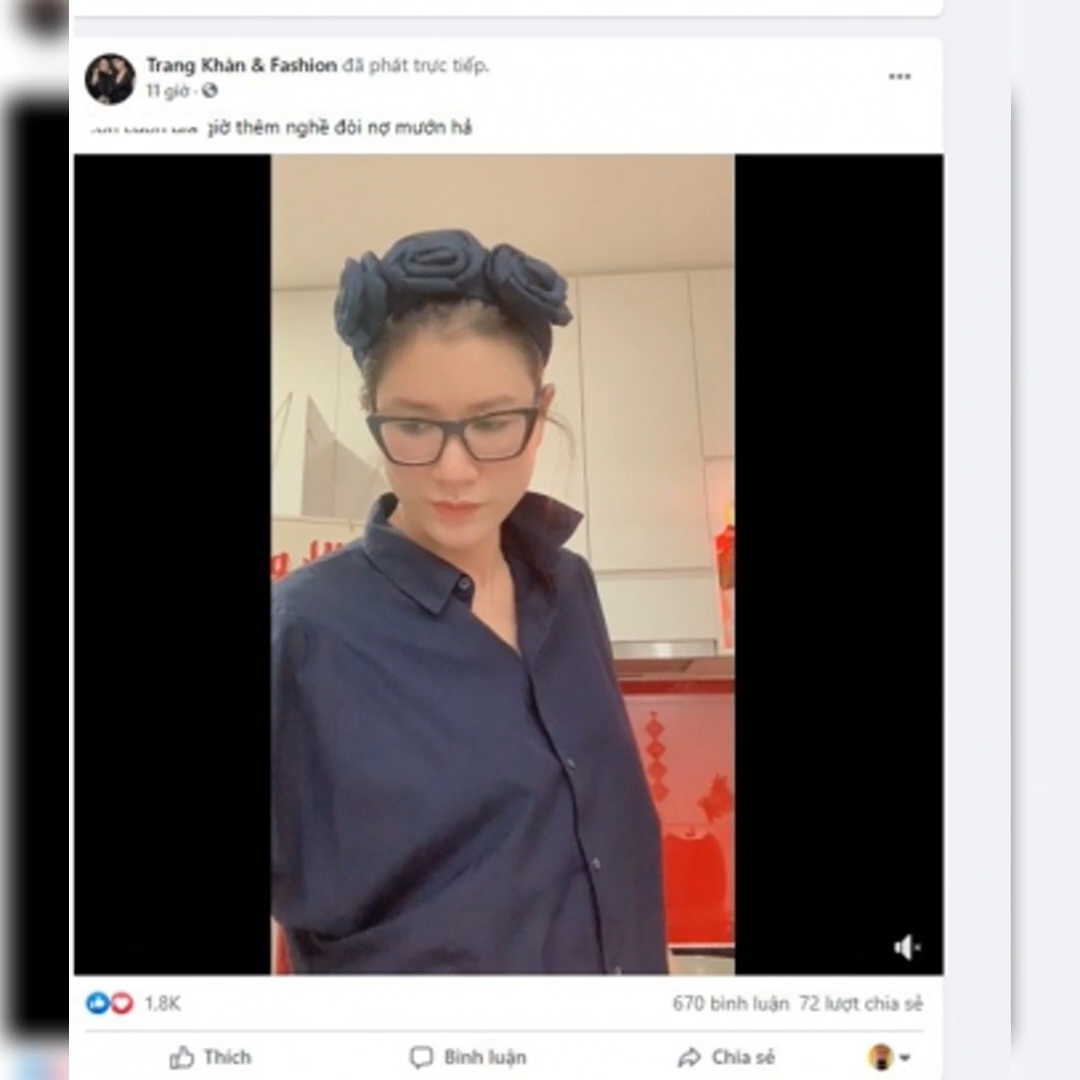 Trang Khàn & Fashion đã phát trực tiếp.
11 giờ ·
giờ thêm nghề đòi nợ mướn hả
1.8K
670 bình luận 72 lượt chia sẻ
Thích Bình luận Chia sẻ